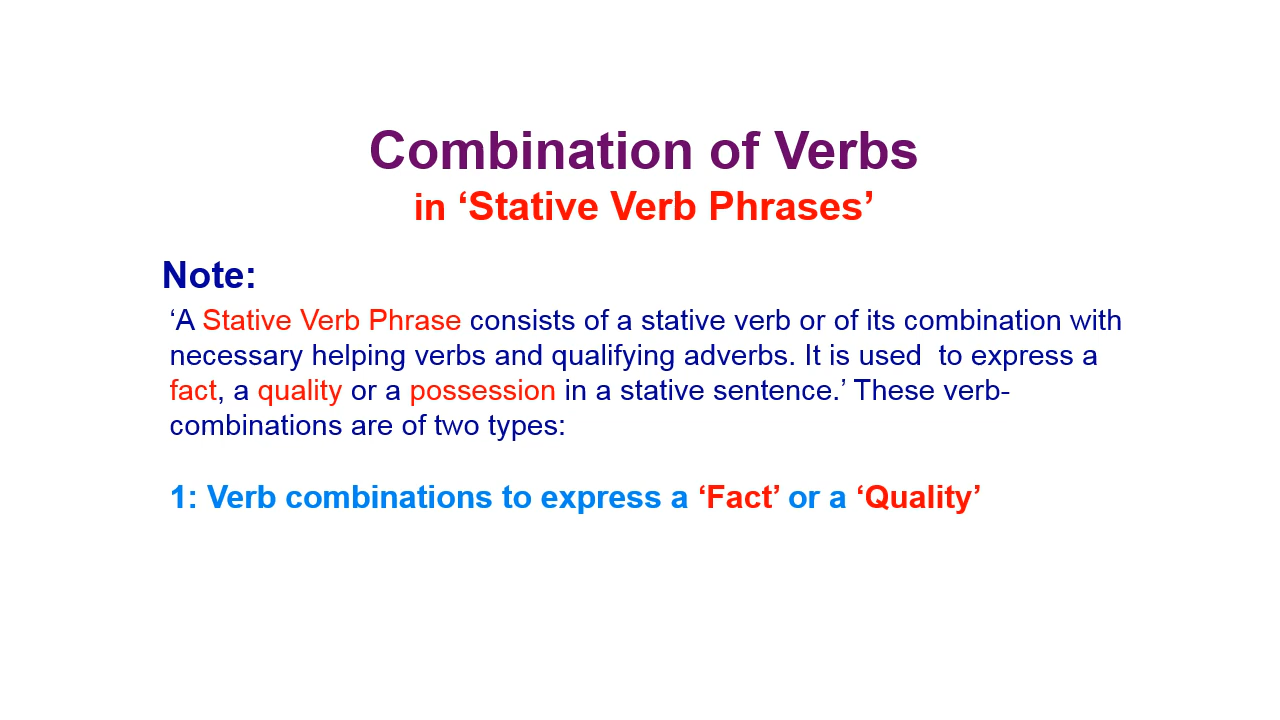 Combination of Verbs
in ‘Stative Verb Phrases’
Note:
‘A Stative Verb Phrase consists of a stative verb or of its combination with
necessary helping verbs and qualifying adverbs. It is used  to express a
fact, a quality or a possession in a stative sentence.’ These verb-
combinations are of two types:
1: Verb combinations to express a ‘Fact’ or a ‘Quality’